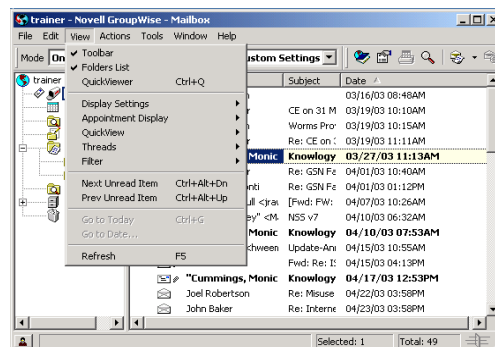 trainer - Novell GroupWise - Mailbox
File Edit View Actions Tools Window Help
Mode On ustom Settings
Toolbar
Folders List
QuickViewer Ctrl+Q
Display Settings
Appointment Display
QuickView
Threads
Filter
Next Unread Item Ctrl+Alt+Dn
Prev Unread Item Ctrl+Alt+Up
Go to Today Ctrl+G
Go to Date...
Refresh F5
trainer
Subject Date
03/16/03 08:48AM
CE on 31 M 03/19/03 10:10AM
Worms Pro 03/19/03 10:15AM
Re: CE on 03/19/03 11:11AM
Monic Knowlogy 03/27/03 11:13AM
Re: GSN Fa 04/01/03 10:40AM
nti Re: GSN Fa 04/01/03 01:12PM
ull <jrau [Fwd: FW: 04/07/03 10:26AM
ey" <M NSS v7 04/10/03 06:32AM
Monic Knowlogy 04/10/03 07:53AM
<hween Update-Ann 04/15/03 10:55AM
Fwd: Re: I 04/15/03 04:13PM
"Cummings, Monic Knowlogy 04/17/03 12:53PM
Joel Robertson Re: Misuse 04/22/03 03:58PM
John Baker Re: Interne 04/23/03 03:58PM
Selected: 1 Total: 49